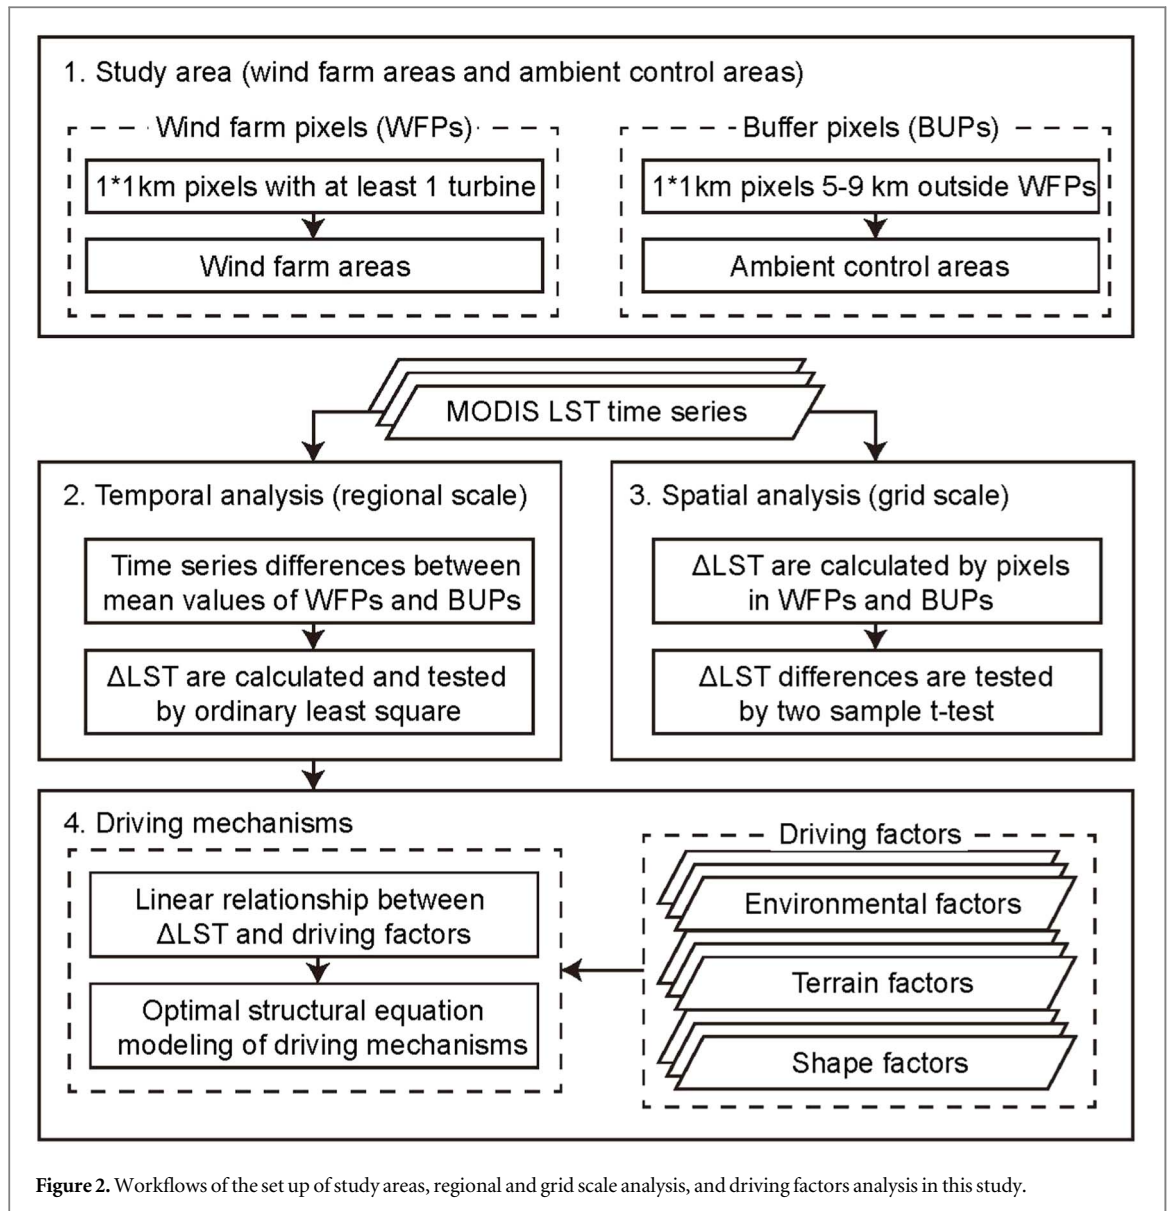 1. Study area (wind farm areas and ambient control areas)
Wind farm pixels (WFPs)
1*1km pixels with at least 1 turbine
Wind farm areas
Buffer pixels (BUPs)
1*1km pixels 5-9 km outside WFPs
Ambient control areas
MODIS LST time series
2. Temporal analysis (regional scale)
Time series differences between
mean values of WFPs and BUPs
ΔLST are calculated and tested
by ordinary least square
3. Spatial analysis (grid scale)
ΔLST are calculated by pixels
in WFPs and BUPs
ΔLST differences are tested
by two sample t-test
4. Driving mechanisms
Linear relationship between
ΔLST and driving factors
Optimal structural equation
modeling of driving mechanisms
Driving factors
Environmental factors
Terrain factors
Shape factors
Figure 2. Workflows of the set up of study areas, regional and grid scale analysis, and driving factors analysis in this study.